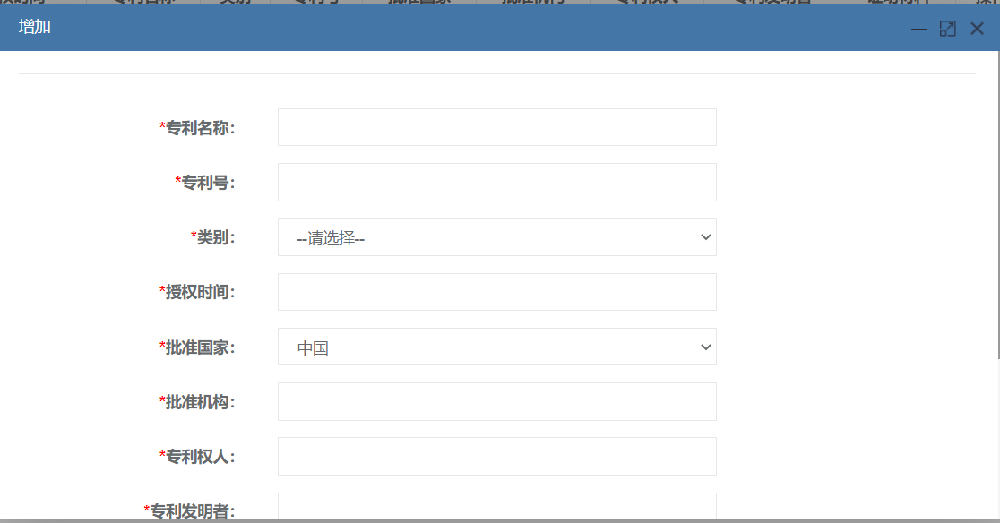 增加
*专利名称：
*专利号：
*类别：
--请选择--
*授权时间：
*批准国家：
中国
*批准机构：
*专利权人：
*专利发明者：